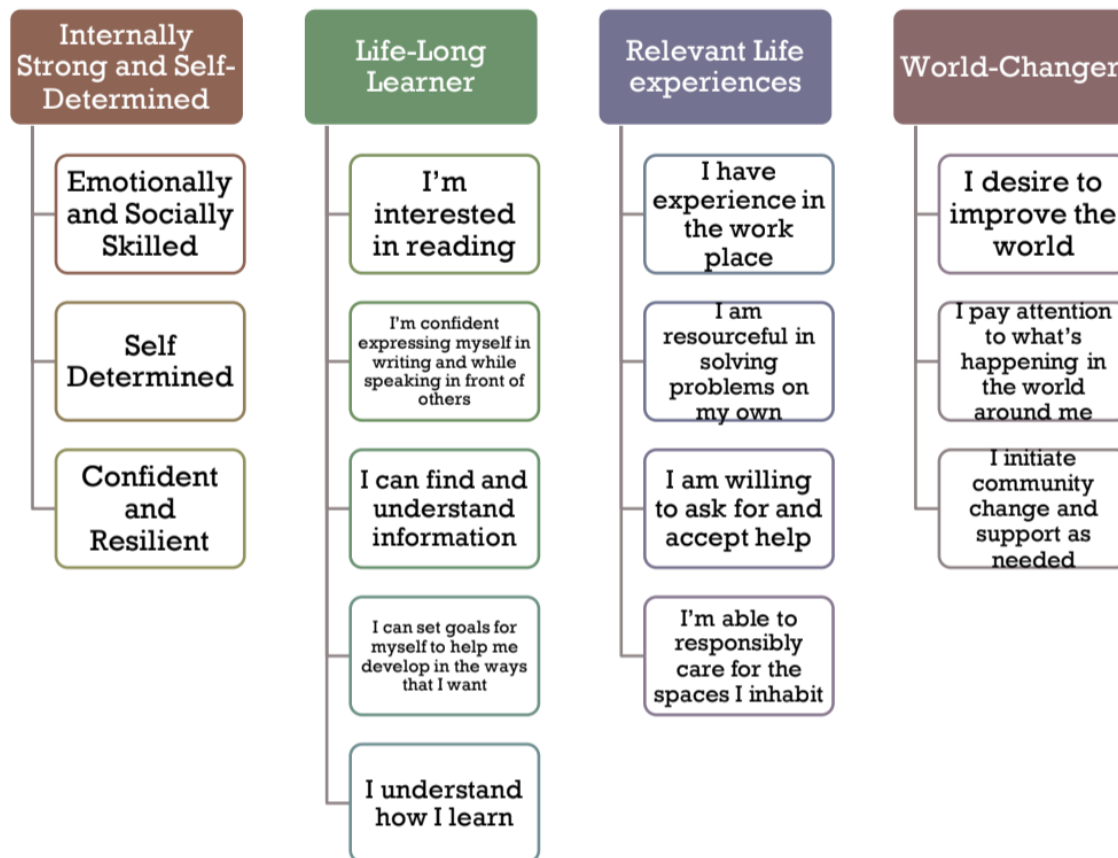 Internally
Strong and Self-
Determined
Emotionally
and Socially
Skilled
Self
Determined
Confident
and
Resilient
Life-Long
Learner
I'm
interested
in reading
I'm confident
expressing myself in
writing and while
speaking in front of
others
I can find and
understand
information
I can set goals for
myself to help me
develop in the ways
that I want
I understand
how I learn
Relevant Life
experiences
I have
experience in
the work
place
I am
resourceful in
solving
problems on
my own
I am willing
to ask for and
accept help
I'm able to
responsibly
care for the
spaces I inhabit
World-Changer
I desire to
improve the
world
I pay attention
to what's
happening in
the world
around me
I initiate
community
change and
support as
needed